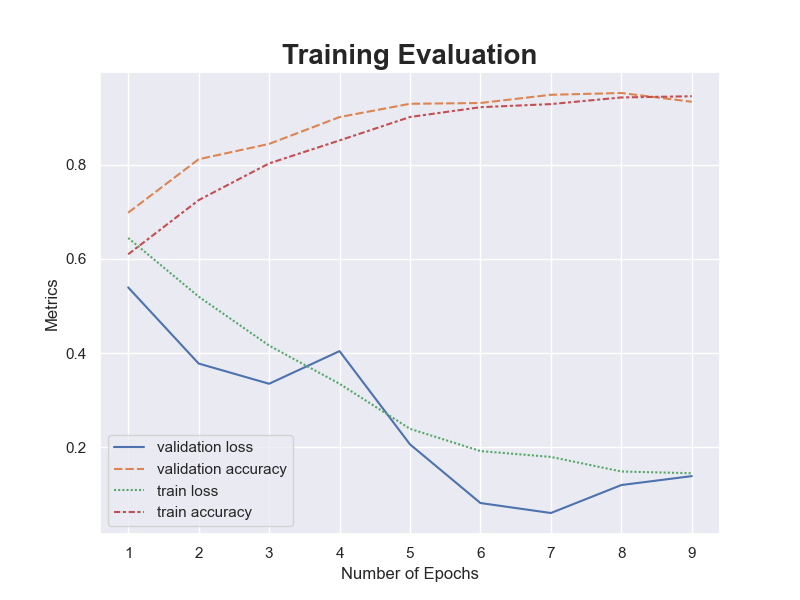 Training Evaluation
0.8
0.6
0.4
0.2
Metrics
validation loss
validation accuracy
train loss
train accuracy
1 2 3 4 5 6 7 8 9
Number of Epochs